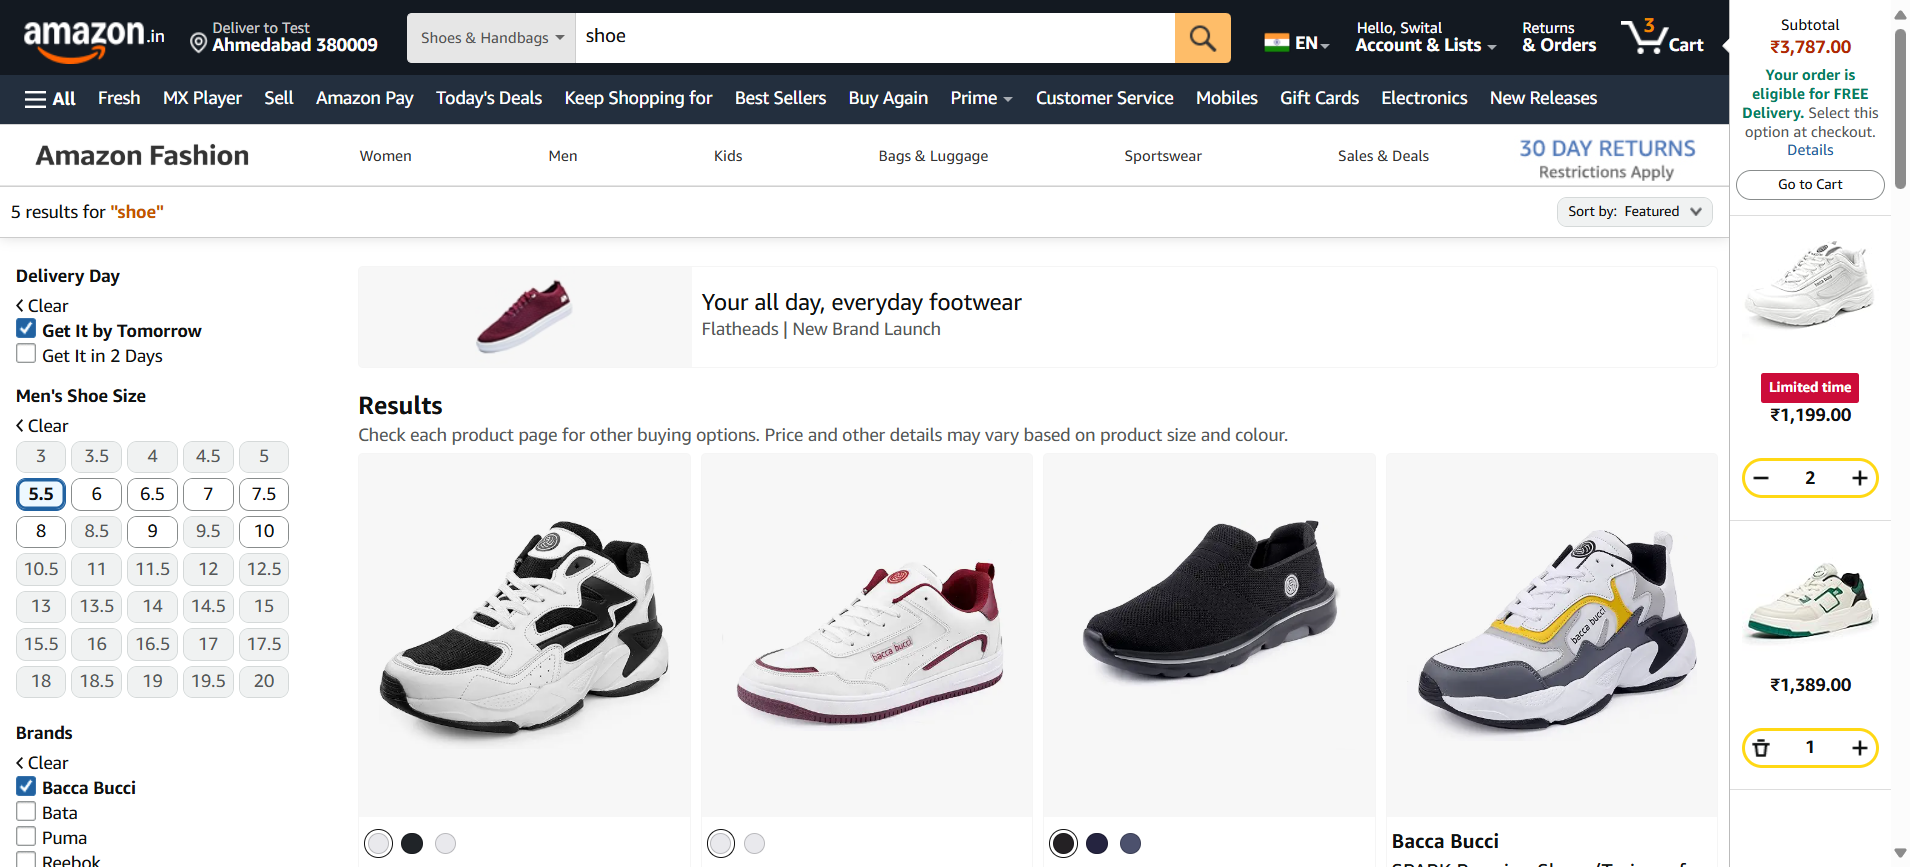 amazon.in
Deliver to Test
Ahmedabad 380009
Shoes & Handbags
shoe
EN
Hello, Swital
Account & Lists
Returns
& Orders
3
Cart
All
Fresh
MX Player
Sell
Amazon Pay
Today's Deals
Keep Shopping for
Best Sellers
Buy Again
Prime
Customer Service
Mobiles
Gift Cards
Electronics
New Releases
Amazon Fashion
Women
Men
Kids
Bags & Luggage
Sportswear
Sales & Deals
30 DAY RETURNS
Restrictions Apply
5 results for "shoe"
Sort by: Featured
Delivery Day
Clear
Get It by Tomorrow
Get It in 2 Days
Men's Shoe Size
Clear
3 3.5 4 4.5 5
5.5 6 6.5 7 7.5
8 8.5 9 9.5 10
10.5 11 11.5 12 12.5
13 13.5 14 14.5 15
15.5 16 16.5 17 17.5
18 18.5 19 19.5 20
Brands
Clear
Bacca Bucci
Bata
Puma
Reebok
Your all day, everyday footwear
Flatheads | New Brand Launch
Results
Check each product page for other buying options. Price and other details may vary based on product size and colour.
bacca bucci
bacca bucci
Bacca Bucci
Subtotal
₹3,787.00
Your order is
eligible for FREE
Delivery. Select this
option at checkout.
Details
Go to Cart
Limited time
₹1,199.00
2
₹1,389.00
1